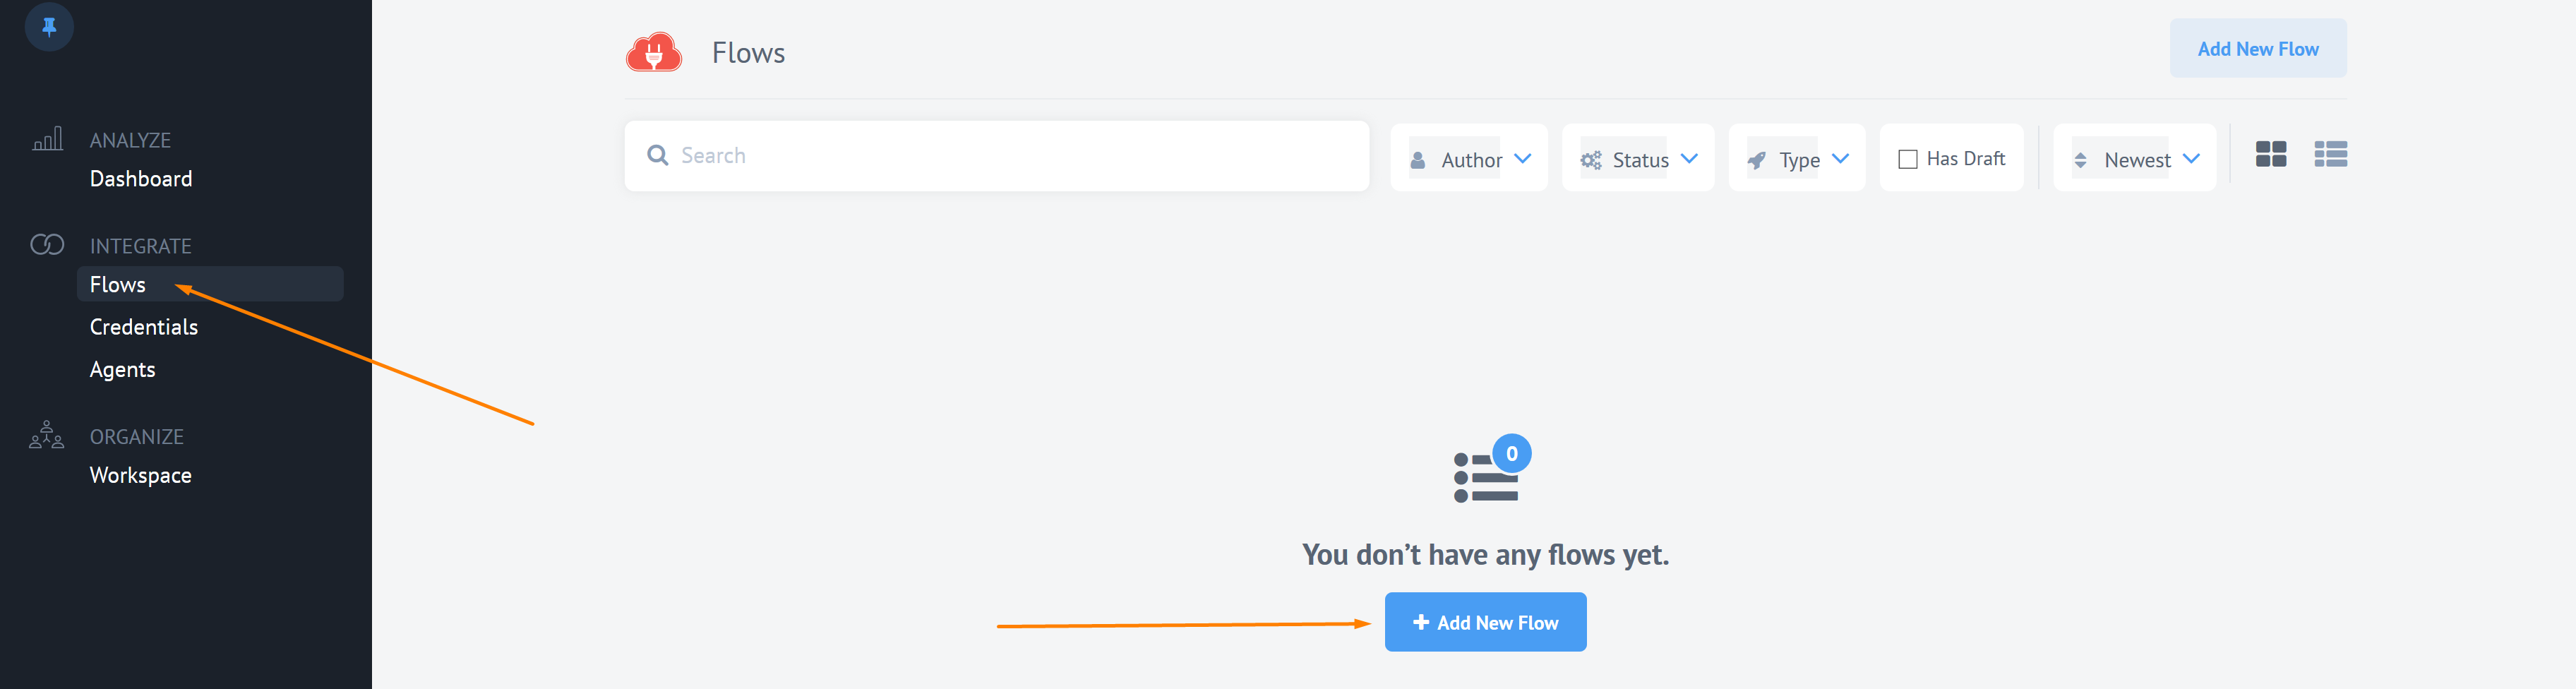 ANALYZE
Dashboard
INTEGRATE
Flows
Credentials
Agents
ORGANIZE
Workspace
Flows
Add New Flow
Search
Author
Status
Type
Has Draft
Newest
0
You don’t have any flows yet.
Add New Flow